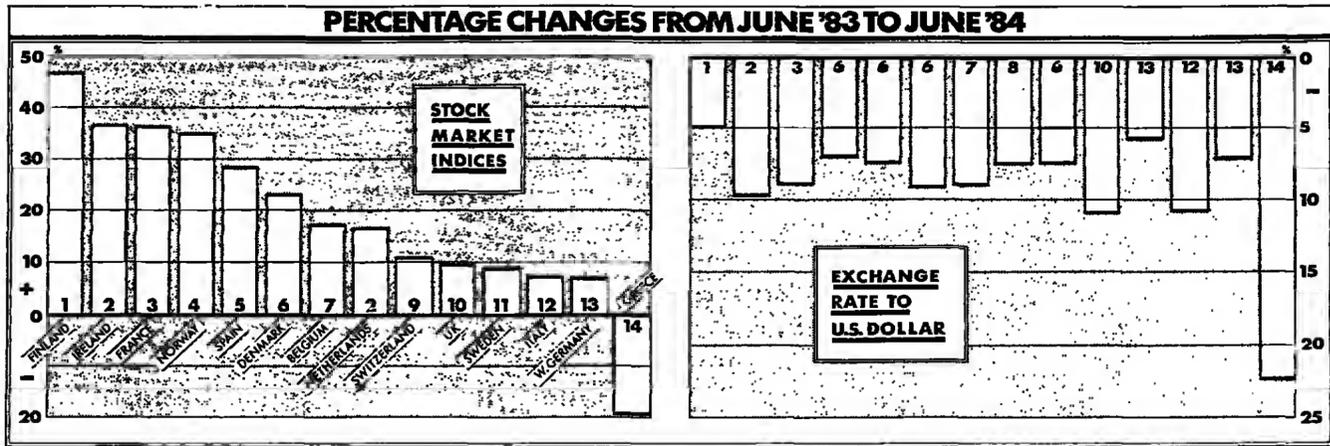 PERCENTAGE CHANGES FROM JUNE '83 TO JUNE '84
50 %
40
30
20
10
+
0
–
20
STOCK
MARKET
INDICES
1 2 3 4 5 6 7 2 9 10 11 12 13
14
FINLAND
IRELAND
FRANCE
NORWAY
SPAIN
DENMARK
BELGIUM
NETHERLANDS
SWITZERLAND
UK
SWEDEN
ITALY
W.GERMANY
GREECE
1 2 3 6 6 6 7 8 6 10 13 12 13 14
% 0
–
5
10
15
20
25
EXCHANGE
RATE TO
U.S. DOLLAR